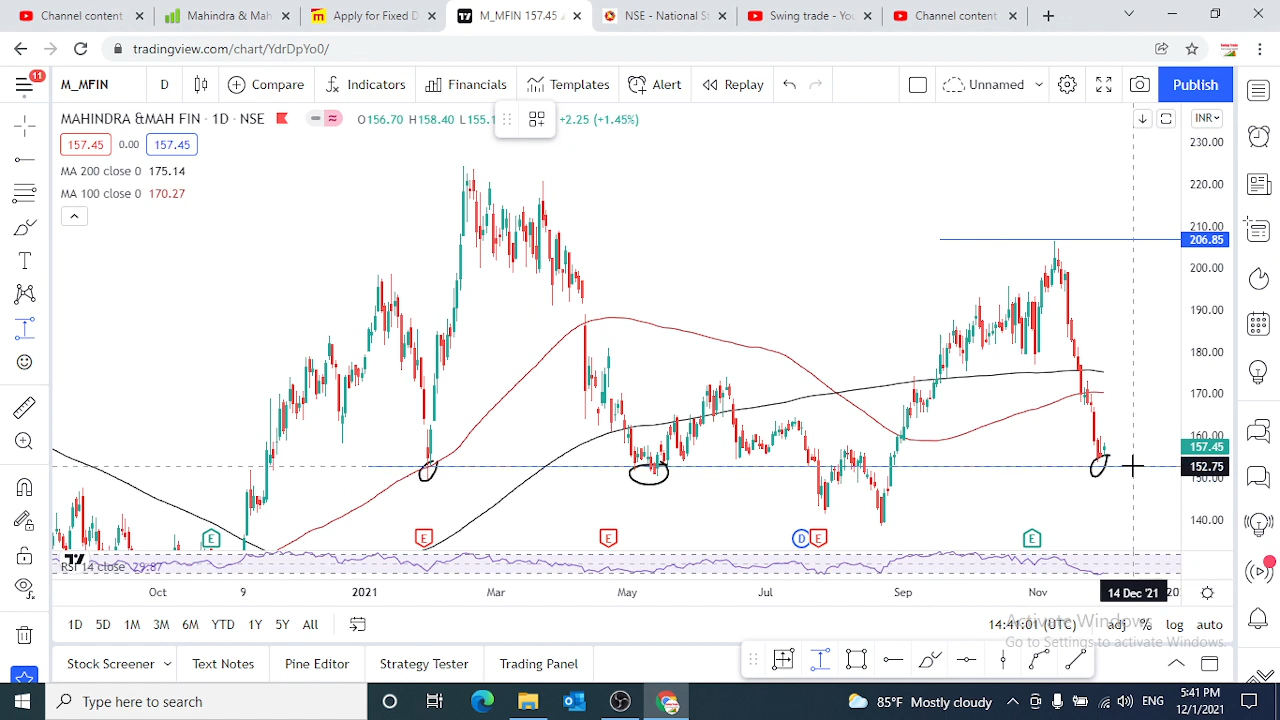 Channel content
Mahindra & Mah
Apply for Fixed D
M_MFIN 157.45
NSE - National St
Swing trade - You
Channel content
tradingview.com/chart/YdrDpYo0/
11
M_MFIN
D
Compare
Indicators
Financials
Templates
Alert
Replay
Unnamed
Publish
MAHINDRA &MAH FIN · 1D · NSE
O156.70 H158.40 L155.1 +2.25 (+1.45%)
INR
157.45 0.00 157.45
MA 200 close 0 175.14
MA 100 close 0 170.27
230.00
220.00
210.00
206.85
200.00
190.00
180.00
170.00
160.00
157.45
152.75
150.00
140.00
E E E D E E
RSI 14 close 29.87
Oct 9 2021 Mar May Jul Sep Nov 14 Dec '21
1D 5D 1M 3M 6M YTD 1Y 5Y All
14:41:01 (UTC) adj % log auto
Activate Windows
Go to Settings to activate Windows.
Stock Screener Text Notes Pine Editor Strategy Tester Trading Panel
Type here to search
85°F Mostly cloudy
ENG
5:41 PM
12/1/2021